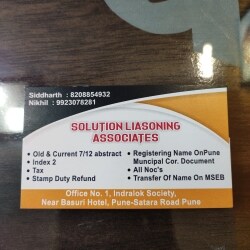 Siddharth : 8208854932
Nikhil : 9923078281
SOLUTION LIASONING
ASSOCIATES
• Old & Current 7/12 abstract
• Index 2
• Tax
• Stamp Duty Refund
• Registering Name OnPune
Muncipal Cor. Document
• All Noc's
• Transfer Of Name On MSEB
Office No. 1, Indralok Society,
Near Basuri Hotel, Pune-Satara Road Pune